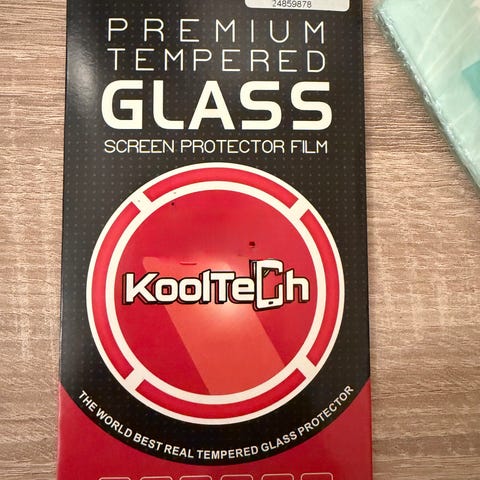 24859878
PREMIUM
TEMPERED
GLASS
SCREEN PROTECTOR FILM
KoolTech
THE WORLD BEST REAL TEMPERED GLASS PROTECTOR